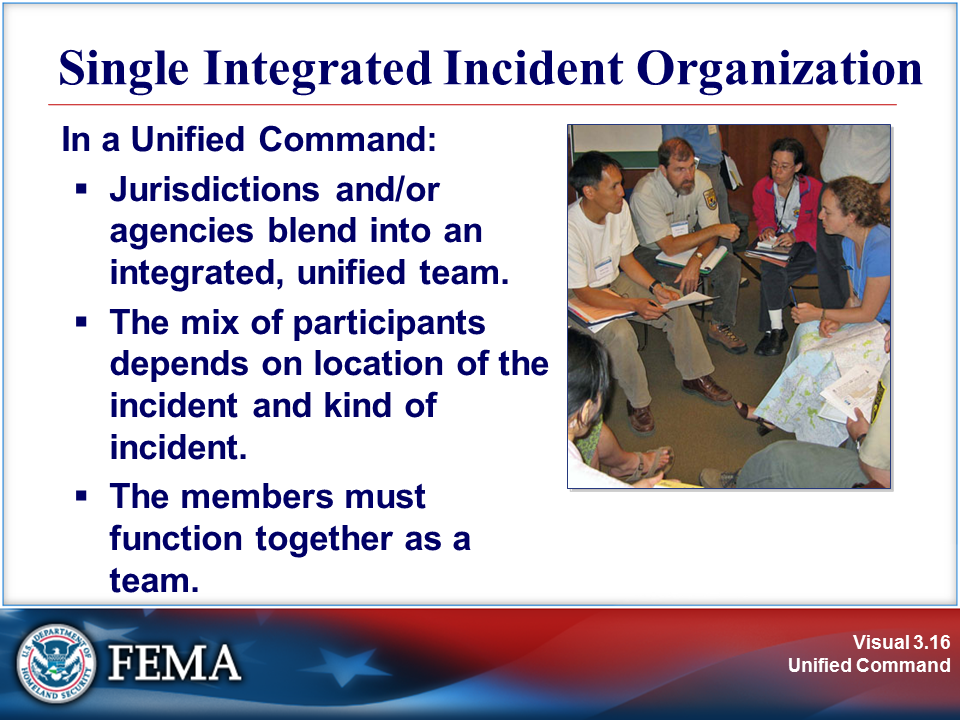 Single Integrated Incident Organization
In a Unified Command:
▪ Jurisdictions and/or
agencies blend into an
integrated, unified team.
▪ The mix of participants
depends on location of the
incident and kind of
incident.
▪ The members must
function together as a
team.
U.S. DEPARTMENT OF
HOMELAND SECURITY
FEMA
Visual 3.16
Unified Command